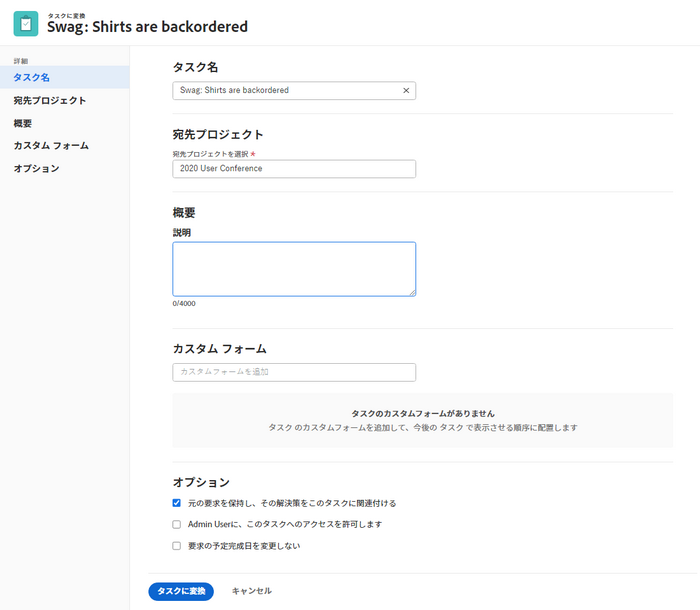 タスクに変換
Swag: Shirts are backordered
詳細
タスク名
宛先プロジェクト
概要
カスタム フォーム
オプション
タスク名
Swag: Shirts are backordered
宛先プロジェクト
宛先プロジェクトを選択 *
2020 User Conference
概要
説明
0/4000
カスタム フォーム
カスタムフォームを追加
タスクのカスタムフォームがありません
タスク のカスタムフォームを追加して、今後の タスク で表示させる順序に配置します
オプション
元の要求を保持し、その解決策をこのタスクに関連付ける
Admin Userに、このタスクへのアクセスを許可します
要求の予定完成日を変更しない
タスクに変換
キャンセル